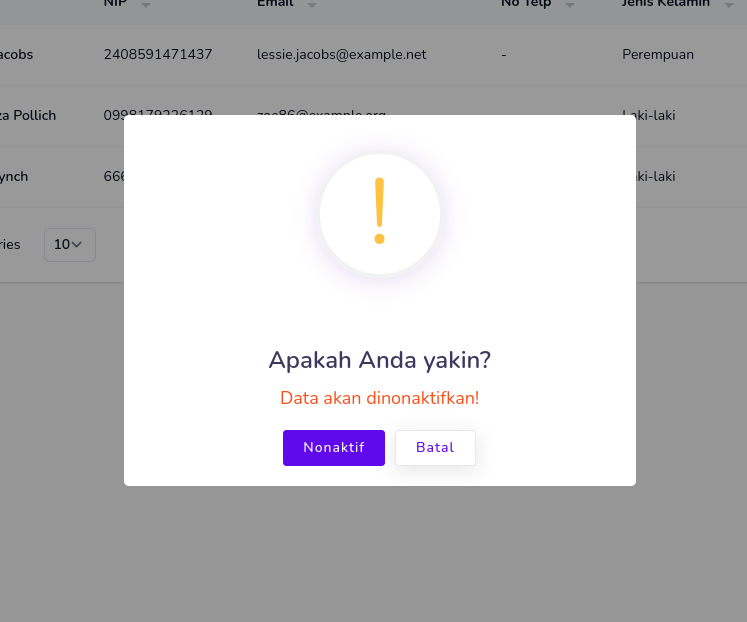 NIP Email No Telp Jenis Kelamin
acobs 2408591471437 lessie.jacobs@example.net - Perempuan
za Pollich 0998179226129 zoe86@example.org Laki-laki
ynch 666 aki-laki
ries 10
!
Apakah Anda yakin?
Data akan dinonaktifkan!
Nonaktif Batal